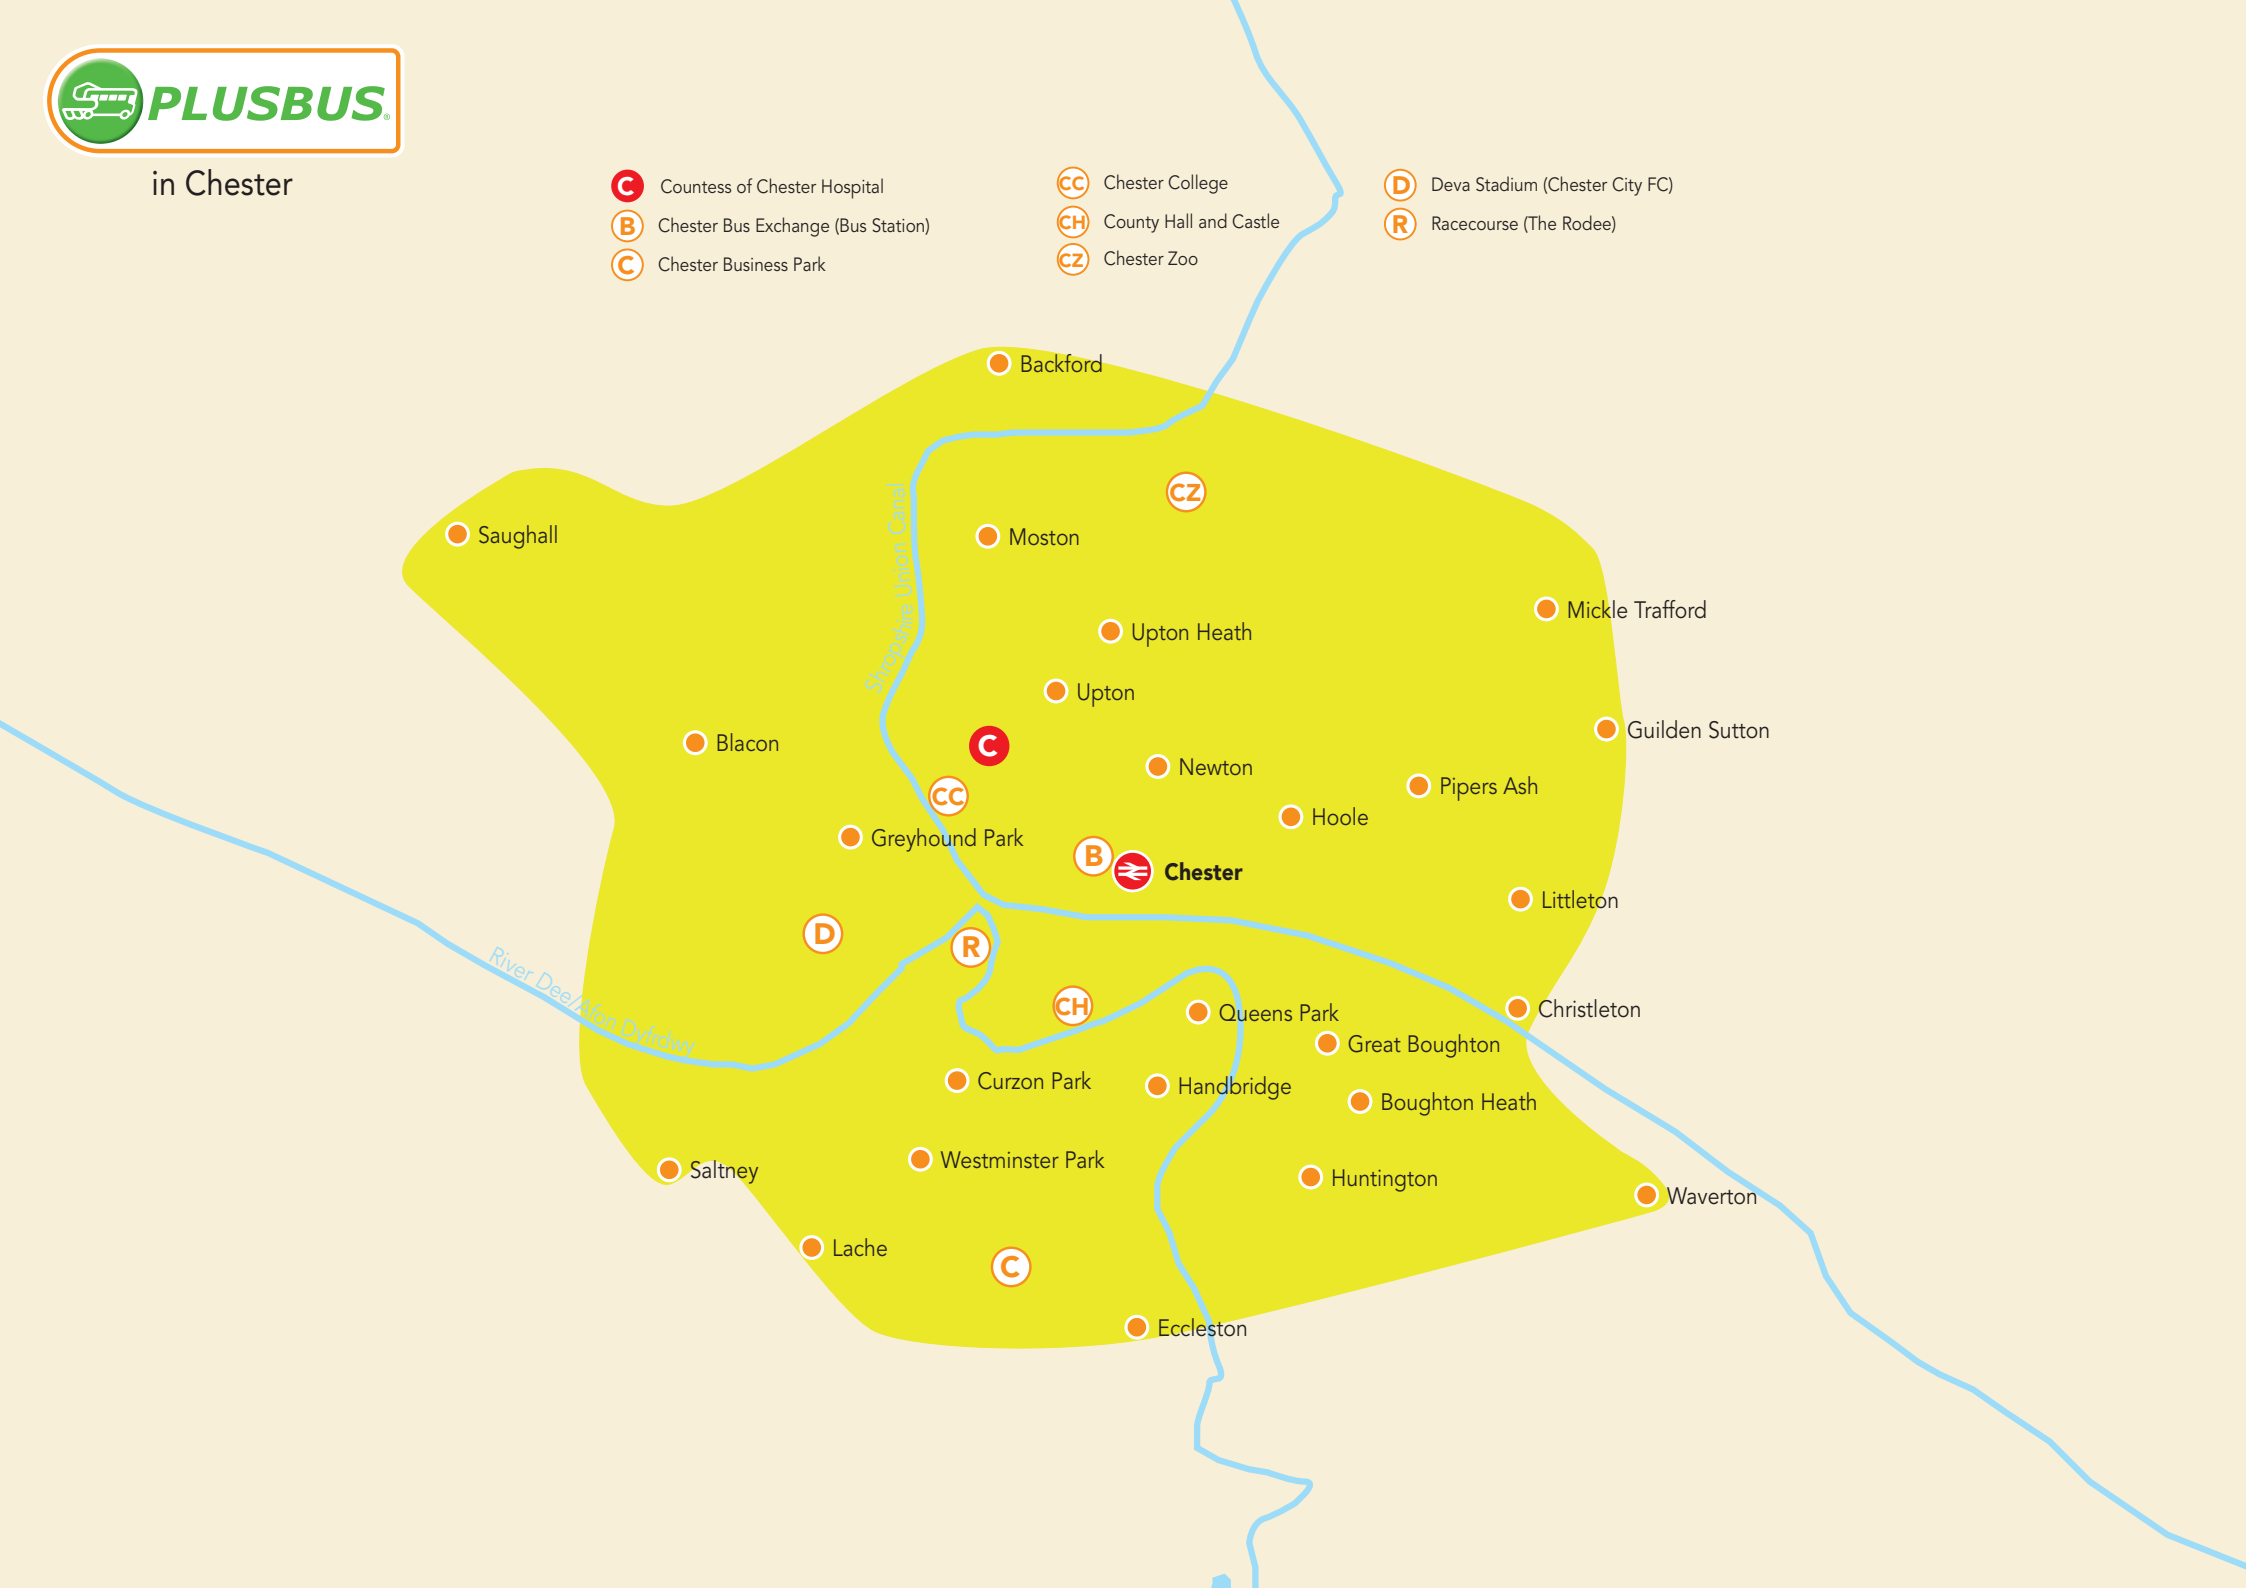 PLUSBUS®
in Chester
C Countess of Chester Hospital
B Chester Bus Exchange (Bus Station)
C Chester Business Park
CC Chester College
CH County Hall and Castle
CZ Chester Zoo
D Deva Stadium (Chester City FC)
R Racecourse (The Rodee)
Backford
CZ
Saughall
Moston
Shropshire Union Canal
Mickle Trafford
Upton Heath
Upton
Guilden Sutton
Blacon
C
Newton
Pipers Ash
CC
Hoole
Greyhound Park
B
Chester
Littleton
D
R
River Dee/Afon Dyfrdwy
CH
Queens Park
Christleton
Great Boughton
Curzon Park
Handbridge
Boughton Heath
Westminster Park
Saltney
Huntington
Waverton
Lache
C
Eccleston